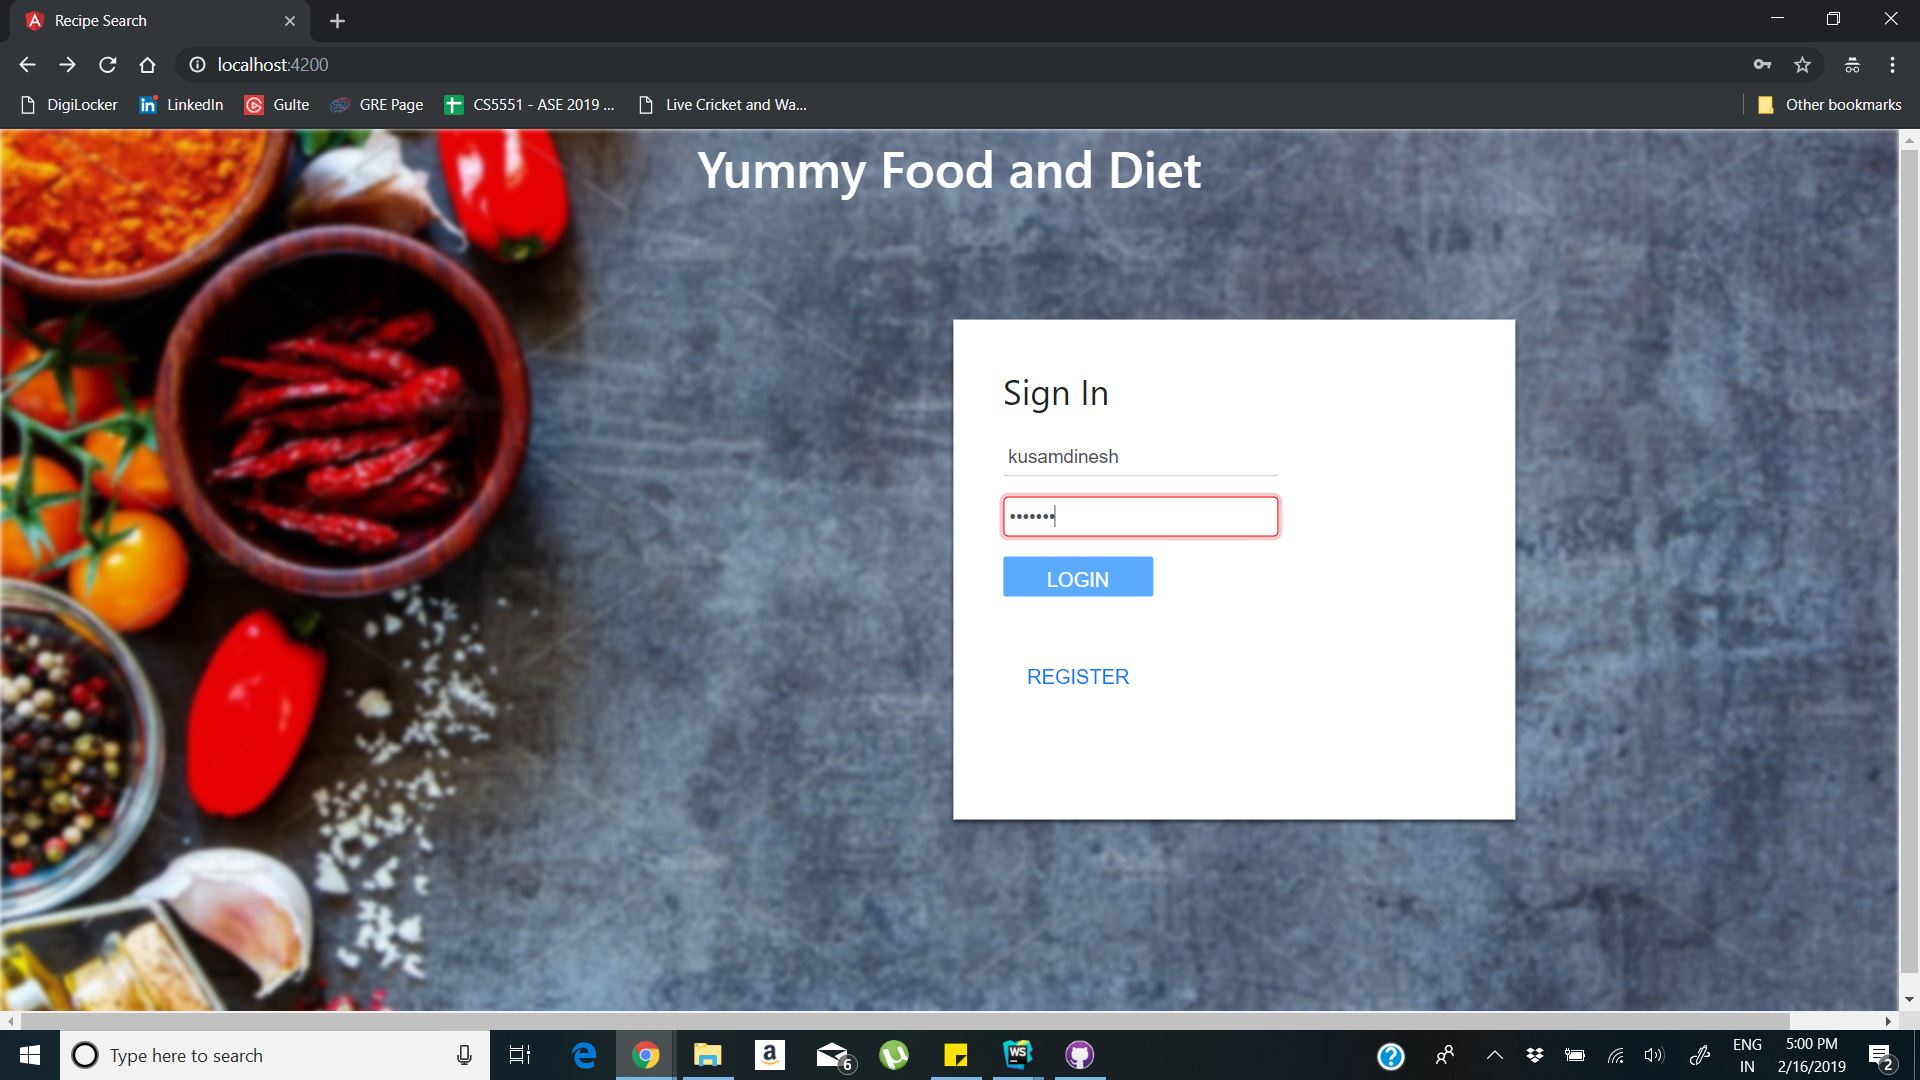 Recipe Search
localhost:4200
DigiLocker
LinkedIn
Gulte
GRE Page
CS5551 - ASE 2019 ...
Live Cricket and Wa...
Other bookmarks
Yummy Food and Diet
Sign In
kusamdinesh
•••••••
LOGIN
REGISTER
Type here to search
6
WS
ENG
IN
5:00 PM
2/16/2019
2